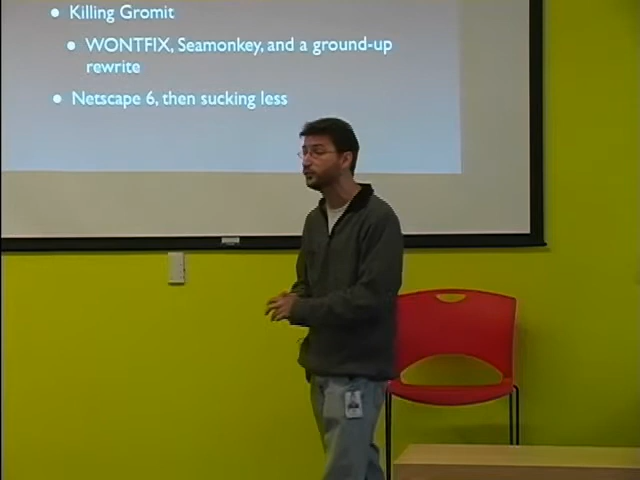 Killing Gromit
WONTFIX, Seamonkey, and a ground-up
rewrite
Netscape 6, then sucking less